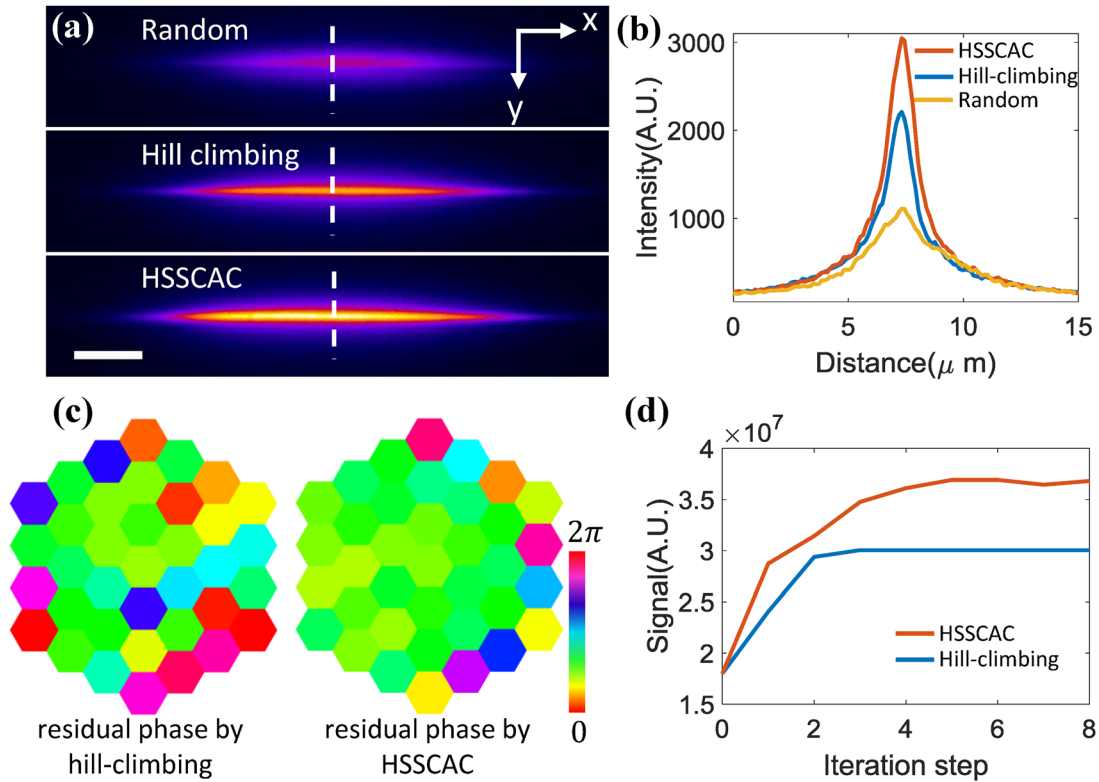 (a)
Random
x
y
Hill climbing
HSSCAC
(b)
3000
2000
1000
Intensity(A.U.)
HSSCAC
Hill-climbing
Random
0
5
10
15
Distance(μ m)
(c)
2π
0
residual phase by
hill-climbing
residual phase by
HSSCAC
(d)
×10⁷
4
3.5
3
2.5
2
1.5
Signal(A.U.)
HSSCAC
Hill-climbing
0
2
4
6
8
Iteration step